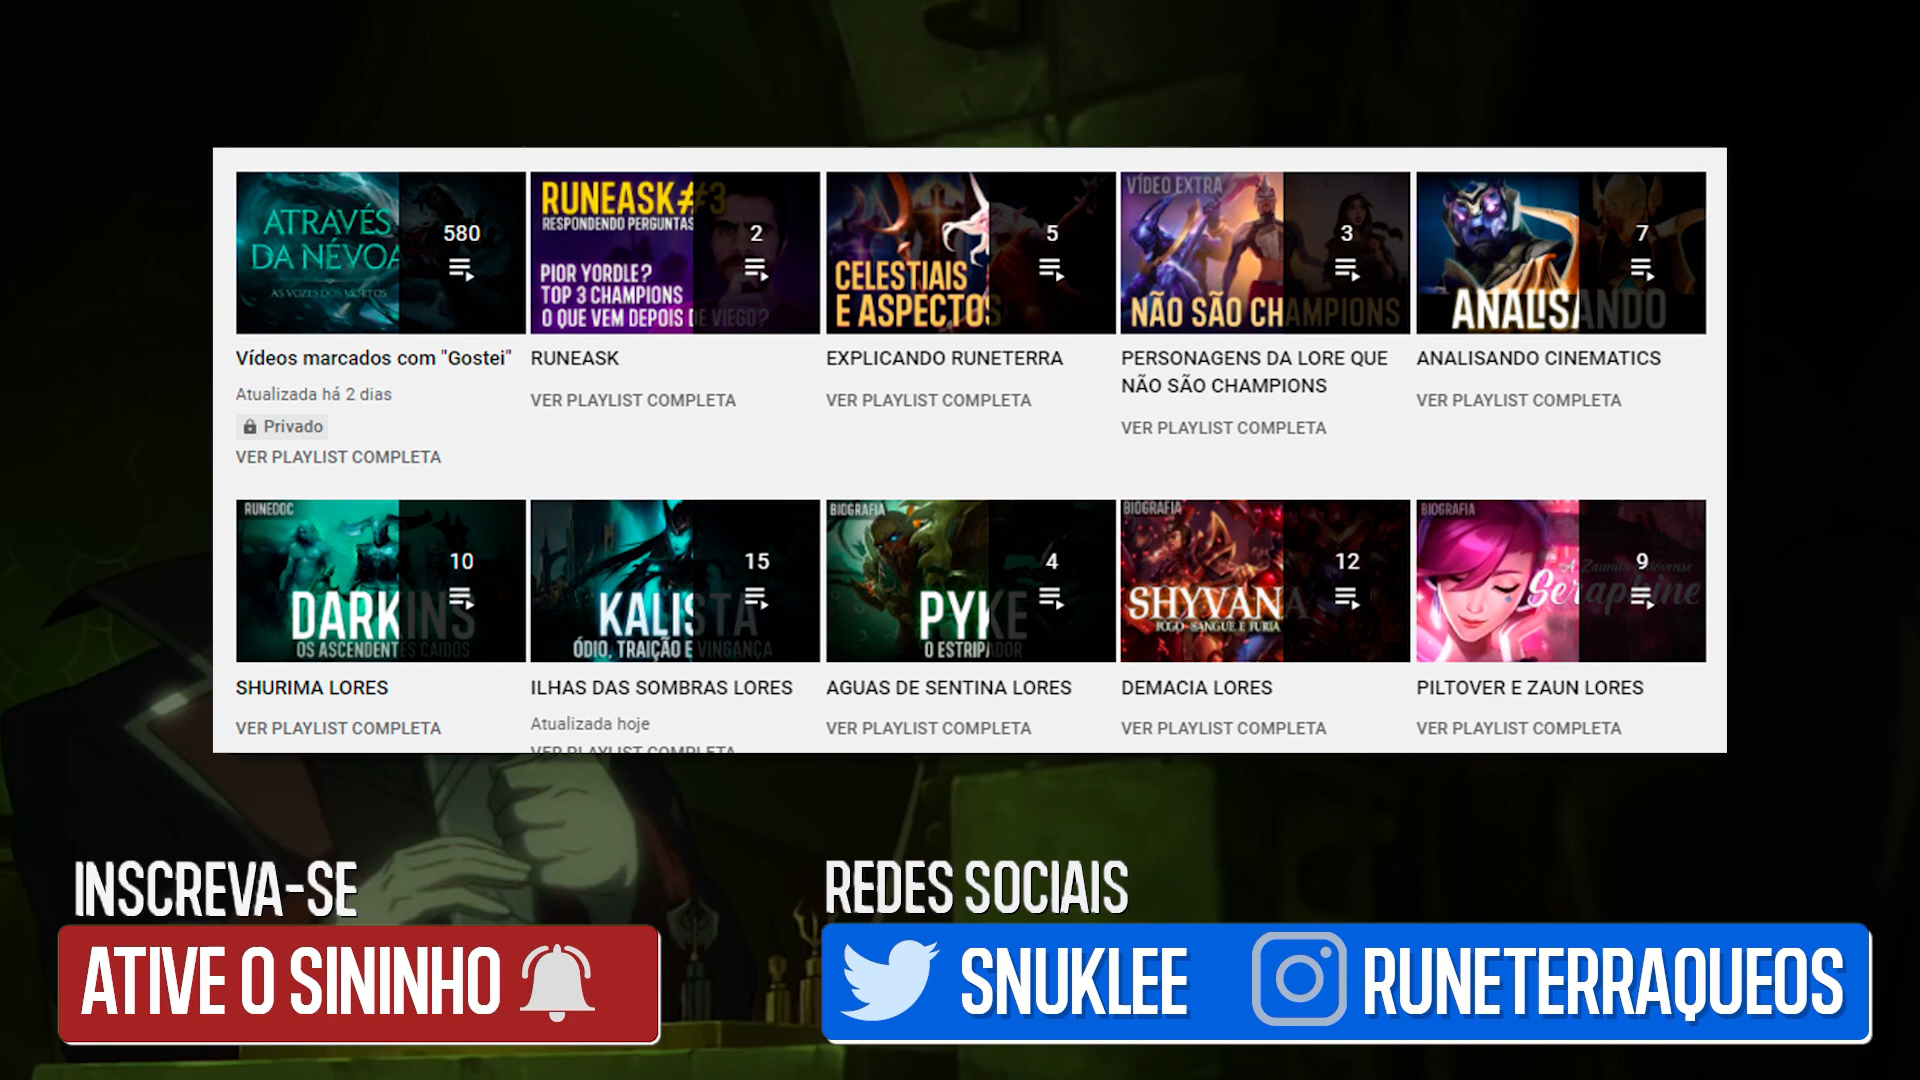 ATRAVÉS
DA NÉVOA
AS VOZES DOS MORTOS
580
RUNEASK#3
RESPONDENDO PERGUNTAS
PIOR YORDLE?
TOP 3 CHAMPIONS
O QUE VEM DEPOIS DE VIEGO?
2
CELESTIAIS
E ASPECTOS
5
VÍDEO EXTRA
NÃO SÃO CHAMPIONS
3
ANALISANDO
7
Vídeos marcados com "Gostei"
Atualizada há 2 dias
Privado
VER PLAYLIST COMPLETA
RUNEASK
VER PLAYLIST COMPLETA
EXPLICANDO RUNETERRA
VER PLAYLIST COMPLETA
PERSONAGENS DA LORE QUE
NÃO SÃO CHAMPIONS
VER PLAYLIST COMPLETA
ANALISANDO CINEMATICS
VER PLAYLIST COMPLETA
RUNEDOC
DARKINS
OS ASCENDENTES CAIDOS
10
KALISTA
ÓDIO, TRAIÇÃO E VINGANÇA
15
BIOGRAFIA
PYKE
O ESTRIPADOR
4
BIOGRAFIA
SHYVANA
FOGO SANGUE E FURIA
12
BIOGRAFIA
Seraphine
9
SHURIMA LORES
VER PLAYLIST COMPLETA
ILHAS DAS SOMBRAS LORES
Atualizada hoje
VER PLAYLIST COMPLETA
AGUAS DE SENTINA LORES
VER PLAYLIST COMPLETA
DEMACIA LORES
VER PLAYLIST COMPLETA
PILTOVER E ZAUN LORES
VER PLAYLIST COMPLETA
INSCREVA-SE
ATIVE O SININHO
REDES SOCIAIS
SNUKLEE
RUNETERRAQUEOS